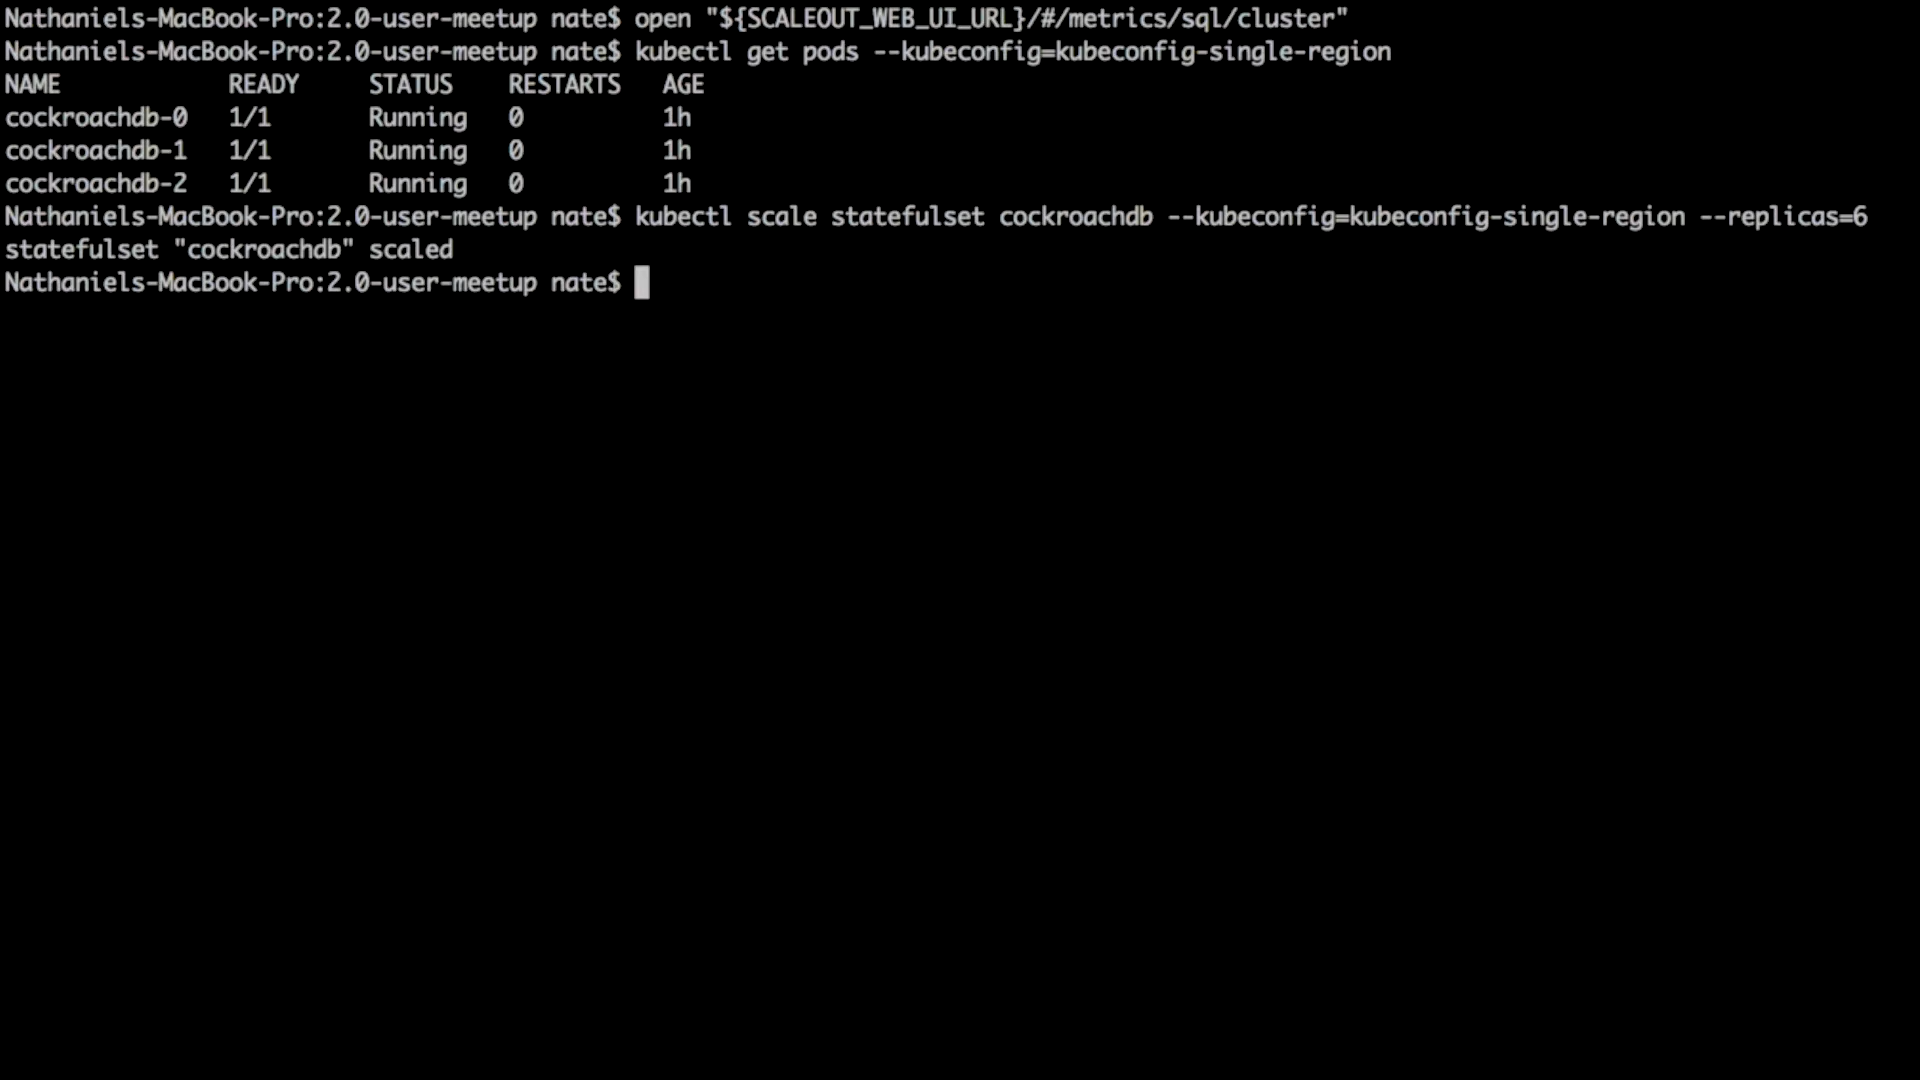 Nathaniels-MacBook-Pro:2.0-user-meetup nate$ open "${SCALEOUT_WEB_UI_URL}/#/metrics/sql/cluster"
Nathaniels-MacBook-Pro:2.0-user-meetup nate$ kubectl get pods --kubeconfig=kubeconfig-single-region
NAME READY STATUS RESTARTS AGE
cockroachdb-0 1/1 Running 0 1h
cockroachdb-1 1/1 Running 0 1h
cockroachdb-2 1/1 Running 0 1h
Nathaniels-MacBook-Pro:2.0-user-meetup nate$ kubectl scale statefulset cockroachdb --kubeconfig=kubeconfig-single-region --replicas=6
statefulset "cockroachdb" scaled
Nathaniels-MacBook-Pro:2.0-user-meetup nate$